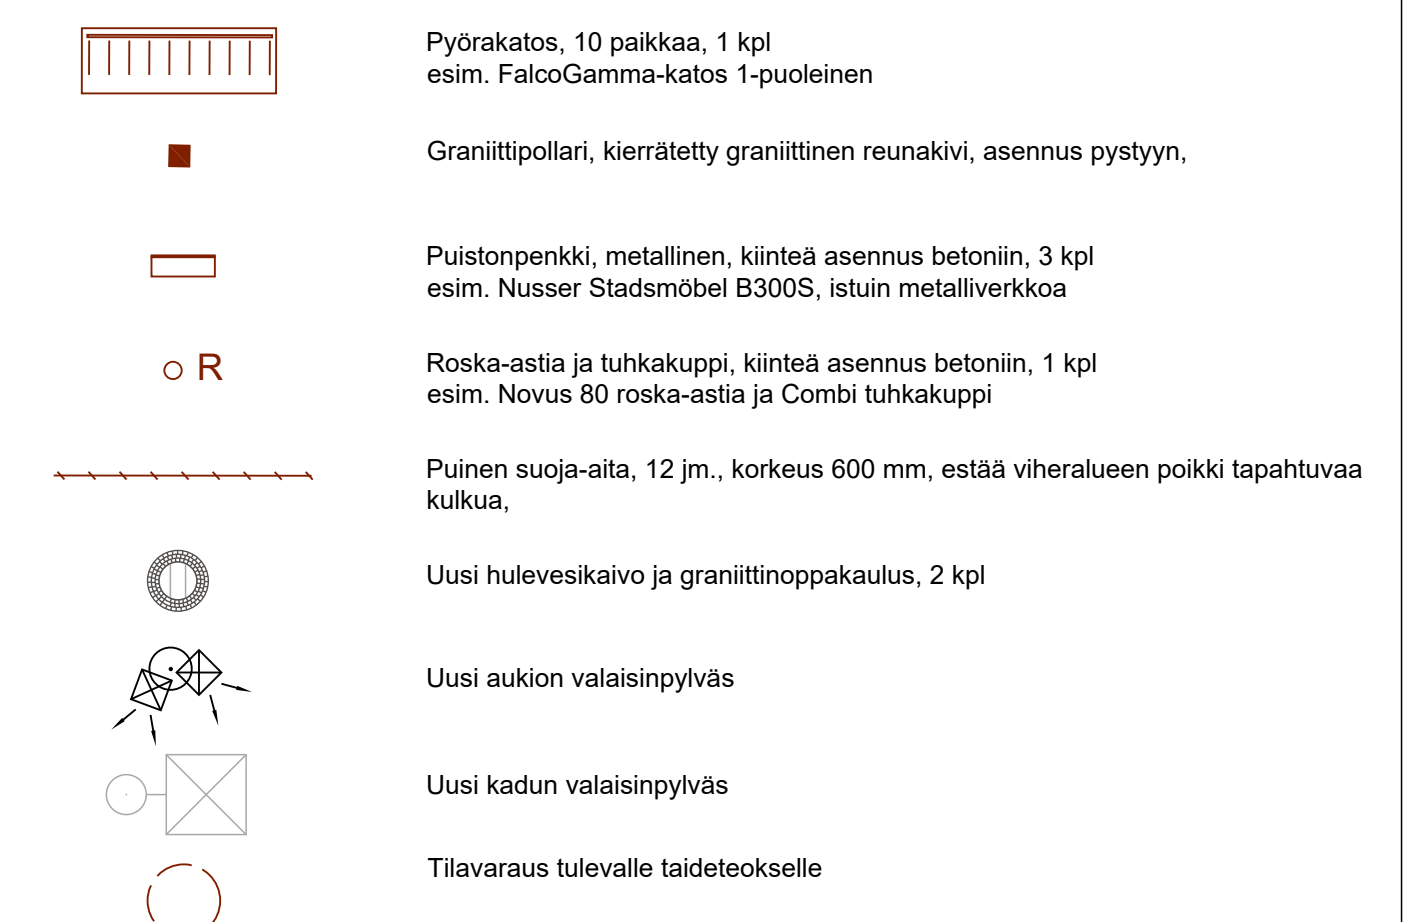 Pyörakatos, 10 paikkaa, 1 kpl
esim. FalcoGamma-katos 1-puoleinen
Graniittipollari, kierrätetty graniittinen reunakivi, asennus pystyyn,
Puistonpenkki, metallinen, kiinteä asennus betoniin, 3 kpl
esim. Nusser Stadsmöbel B300S, istuin metalliverkkoa
R
Roska-astia ja tuhkakuppi, kiinteä asennus betoniin, 1 kpl
esim. Novus 80 roska-astia ja Combi tuhkakuppi
Puinen suoja-aita, 12 jm., korkeus 600 mm, estää viheralueen poikki tapahtuvaa
kulkua,
Uusi hulevesikaivo ja graniittinoppakaulus, 2 kpl
Uusi aukion valaisinpylväs
Uusi kadun valaisinpylväs
Tilavaraus tulevalle taideteokselle